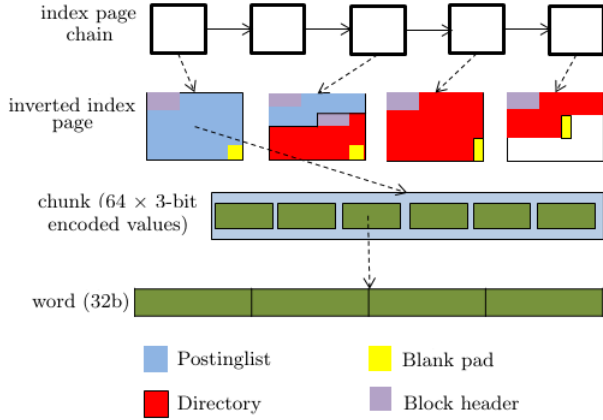 index page
chain
inverted index
page
chunk (64 × 3-bit
encoded values)
word (32b)
Postinglist
Blank pad
Directory
Block header